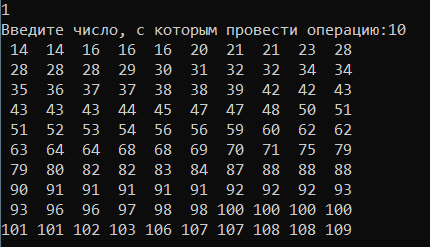 1
Введите число, с которым провести операцию:10
14 14 16 16 16 20 21 21 23 28
28 28 28 29 30 31 32 32 34 34
35 36 37 37 38 38 39 42 42 43
43 43 43 44 45 47 47 48 50 51
51 52 53 54 56 56 59 60 62 62
63 64 64 68 68 69 70 71 75 79
79 80 82 82 83 84 87 88 88 88
90 91 91 91 91 91 92 92 92 93
93 96 96 97 98 98 100 100 100 100
101 101 102 103 106 107 107 108 108 109